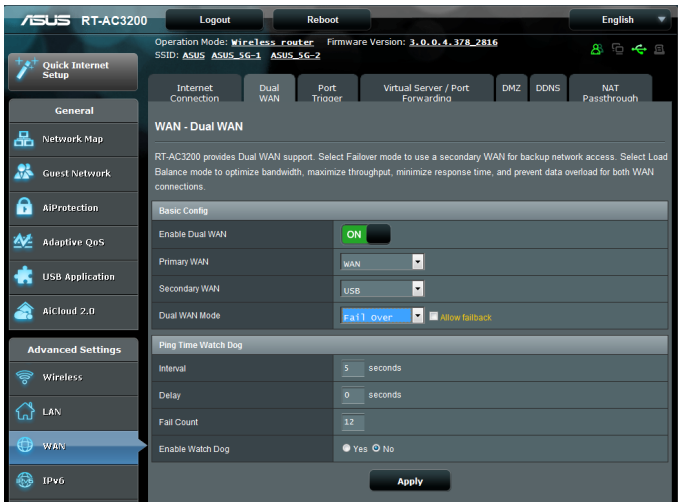 ASUS RT-AC3200 Logout Reboot English
Operation Mode: Wireless router Firmware Version: 3.0.0.4.378_2816
SSID: ASUS ASUS_5G-1 ASUS_5G-2
Quick Internet
Setup
General
Network Map
Guest Network
AiProtection
Adaptive QoS
USB Application
AiCloud 2.0
Advanced Settings
Wireless
LAN
WAN
IPv6
Internet
Connection
Dual
WAN
Port
Trigger
Virtual Server / Port
Forwarding
DMZ
DDNS
NAT
Passthrough
WAN - Dual WAN
RT-AC3200 provides Dual WAN support. Select Failover mode to use a secondary WAN for backup network access. Select Load
Balance mode to optimize bandwidth, maximize throughput, minimize response time, and prevent data overload for both WAN
connections.
Basic Config
Enable Dual WAN ON
Primary WAN WAN
Secondary WAN USB
Dual WAN Mode Fail Over Allow failback
Ping Time Watch Dog
Interval 5 seconds
Delay 0 seconds
Fail Count 12
Enable Watch Dog Yes No
Apply